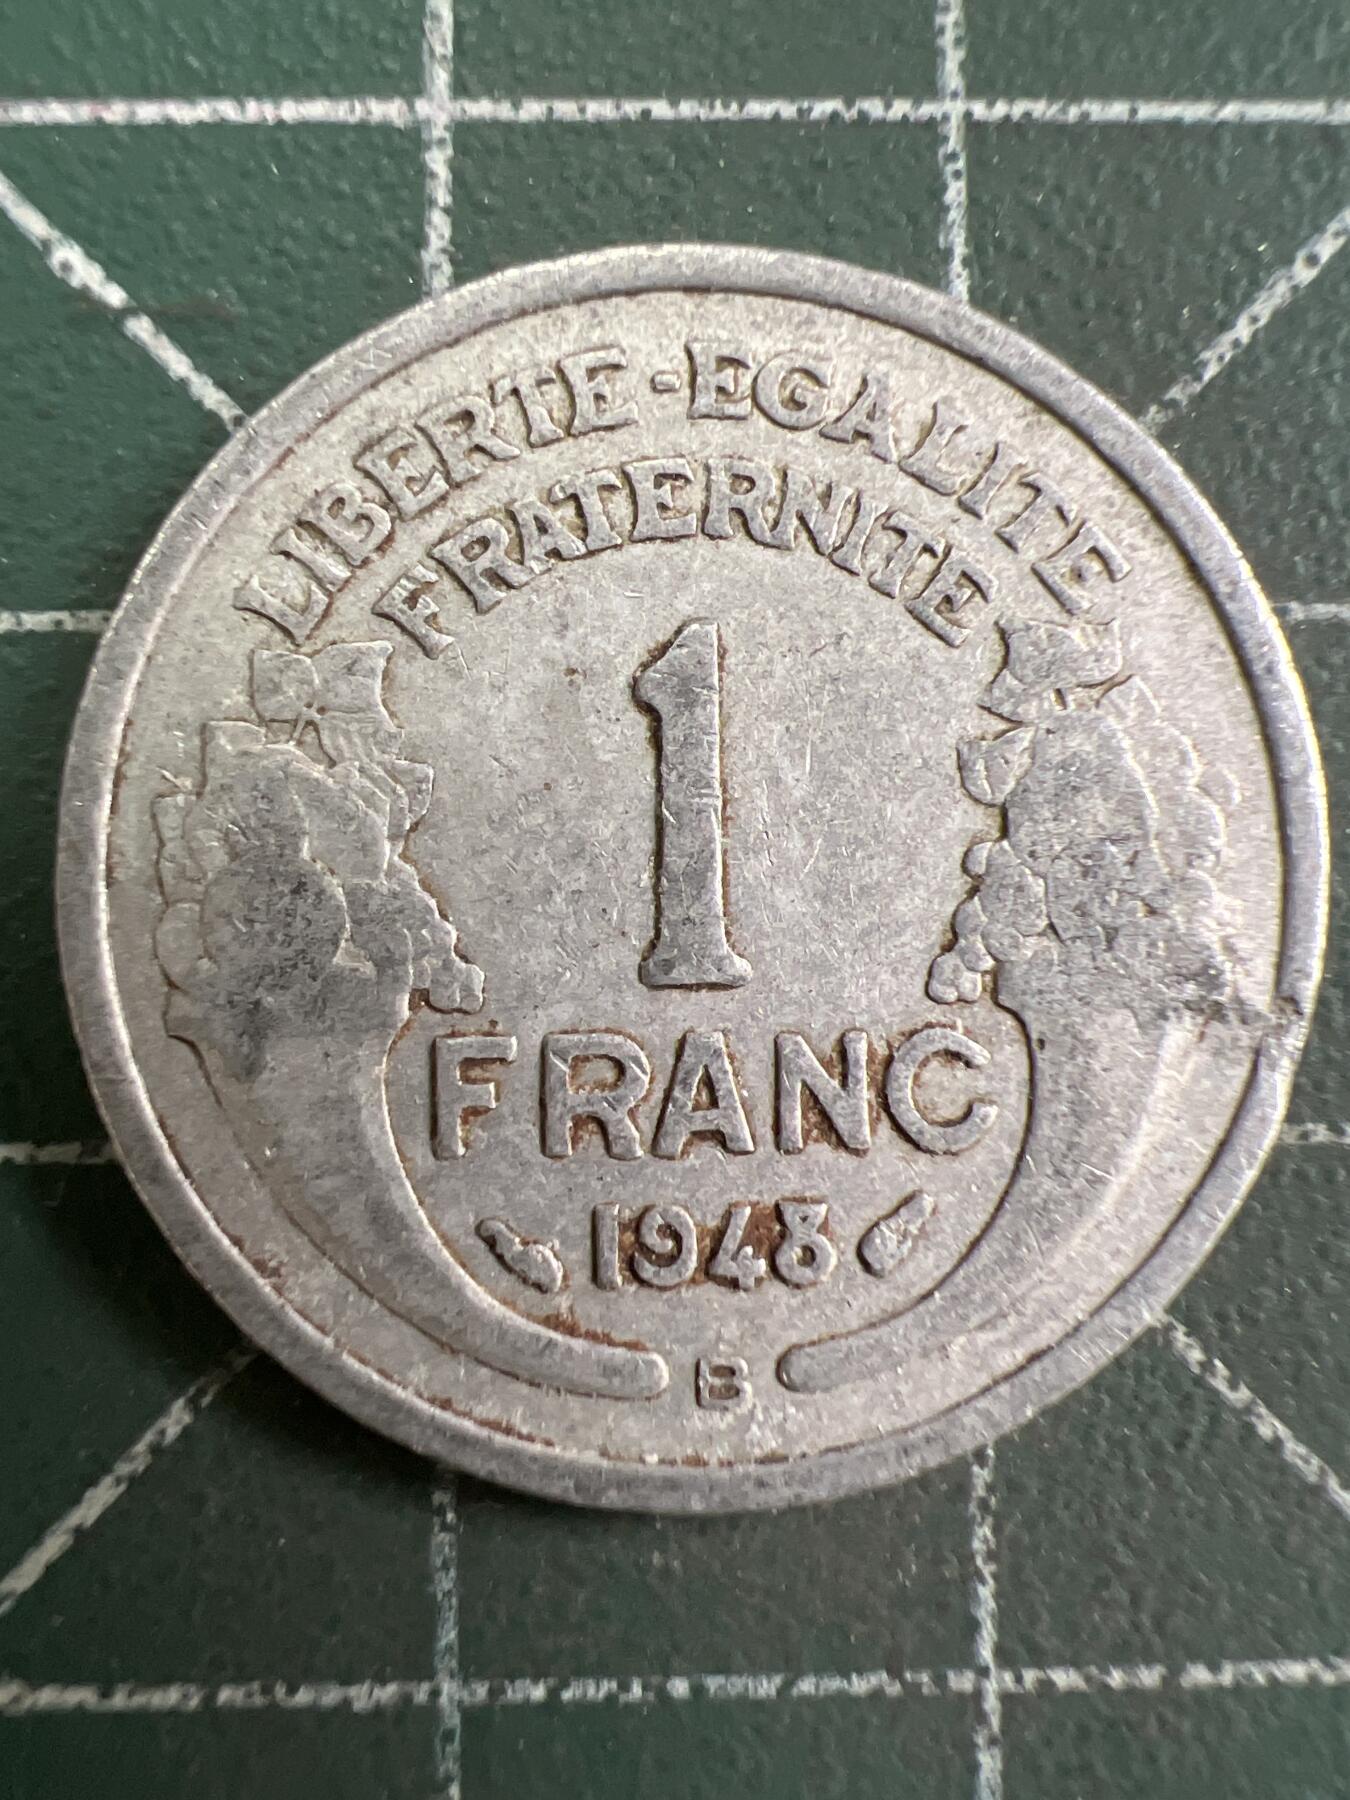 LIBERTE-EGALITE
FRATERNITE
1
FRANC
1948
B